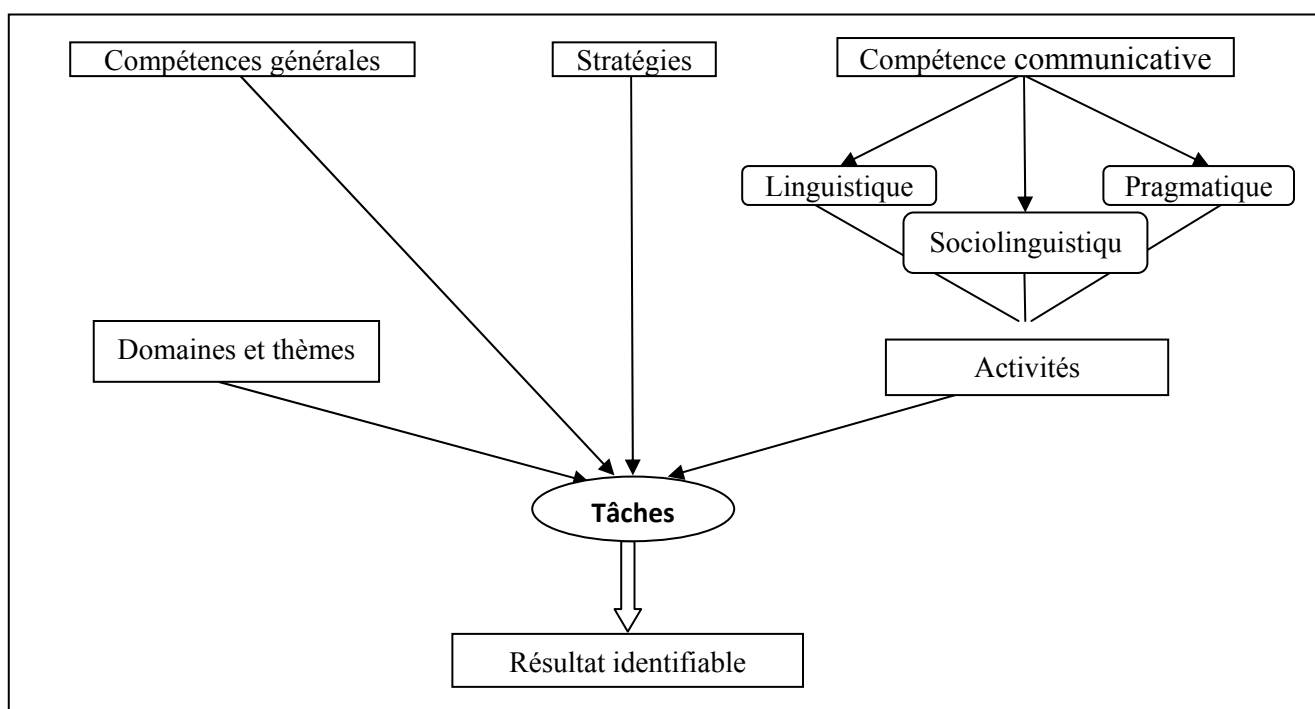 Compétences générales
Stratégies
Compétence communicative
Linguistique
Pragmatique
Sociolinguistiqu
Domaines et thèmes
Activités
Tâches
Résultat identifiable